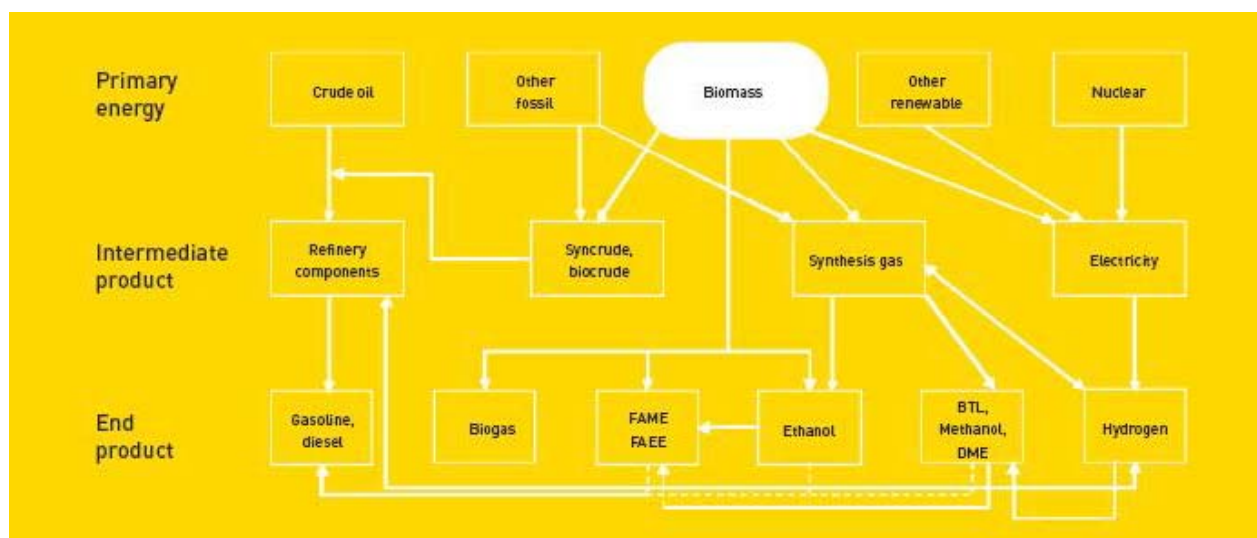 Primary
energy
Crude oil
Other
fossil
Biomass
Other
renewable
Nuclear
Intermediate
product
Refinery
components
Syncrude,
biocrude
Synthesis gas
Electricity
End
product
Gasoline,
diesel
Biogas
FAME
FAEE
Ethanol
BTL,
Methanol,
DME
Hydrogen